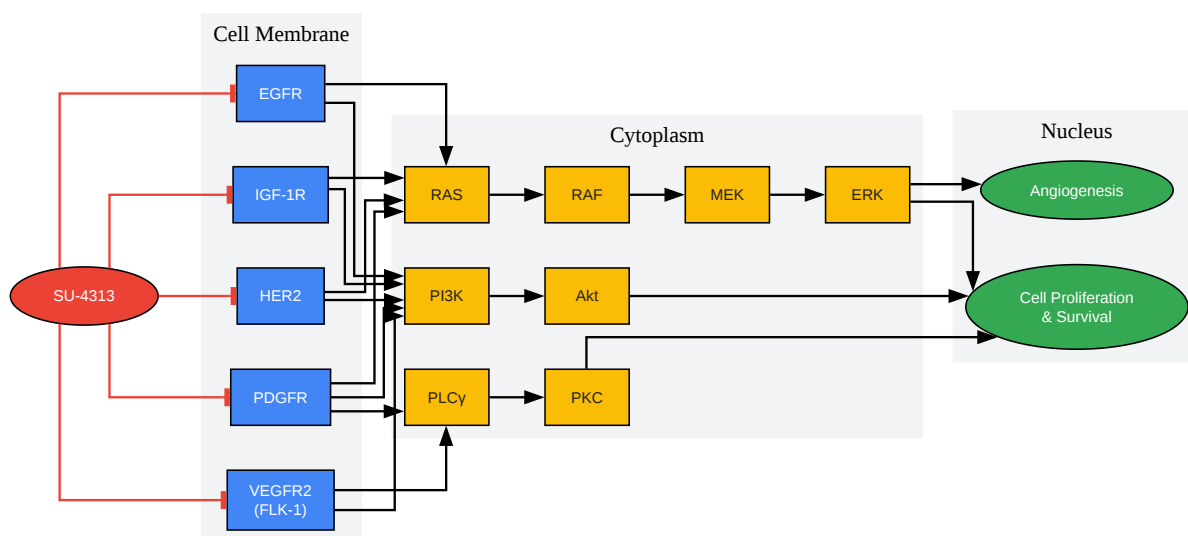 Cell Membrane
EGFR
Cytoplasm
Nucleus
IGF-1R
RAS
RAF
MEK
ERK
Angiogenesis
SU-4313
HER2
PI3K
Akt
Cell Proliferation
& Survival
PDGFR
PLCγ
PKC
VEGFR2
(FLK-1)